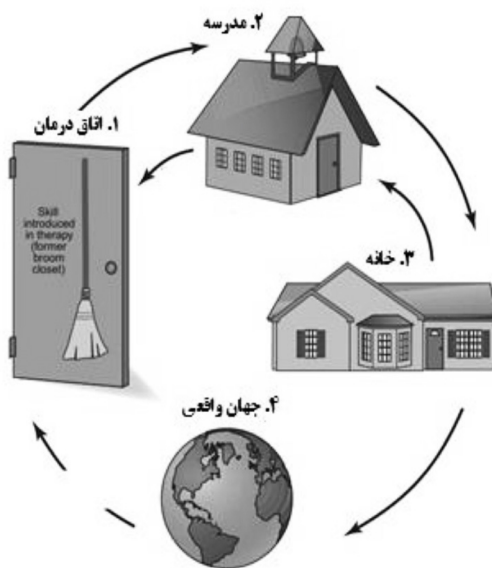 ۲. مدرسه
۱. اتاق درمان
Skill
introduced
in therapy
(former
broom
closet)
۳. خانه
۴. جهان واقعی